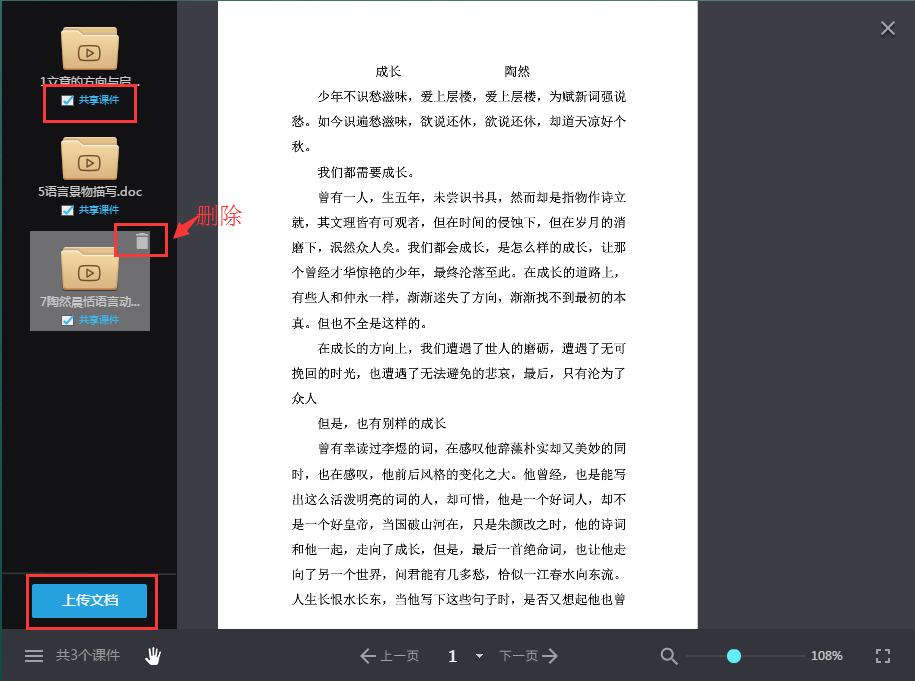 1立意的方向与启...
共享课件
5语言景物描写.doc
共享课件
删除
7陶然晨恬语言动...
共享课件
上传文档
成长 陶然
少年不识愁滋味，爱上层楼，爱上层楼，为赋新词强说
愁。如今识遍愁滋味，欲说还休，欲说还休，却道天凉好个
秋。
我们都需要成长。
曾有一人，生五年，未尝识书具，然而却是指物作诗立
就，其文理皆有可观者，但在时间的侵蚀下，但在岁月的消
磨下，泯然众人矣。我们都会成长，是怎么样的成长，让那
个曾经才华惊艳的少年，最终沦落至此。在成长的道路上，
有些人和仲永一样，渐渐迷失了方向，渐渐找不到最初的本
真。但也不全是这样的。
在成长的方向上，我们遭遇了世人的磨砺，遭遇了无可
挽回的时光，也遭遇了无法避免的悲哀，最后，只有沦为了
众人
但是，也有别样的成长
曾有幸读过李煜的词，在感叹他辞藻朴实却又美妙的同
时，也在感叹，他前后风格的变化之大。他曾经，也是能写
出这么活泼明亮的词的人，却可惜，他是一个好词人，却不
是一个好皇帝，当国破山河在，只是朱颜改之时，他的诗词
和他一起，走向了成长，但是，最后一首绝命词，也让他走
向了另一个世界，问君能有几多愁，恰似一江春水向东流。
人生长恨水长东，当他写下这些句子时，是否又想起他也曾
共3个课件
上一页
1
下一页
108%